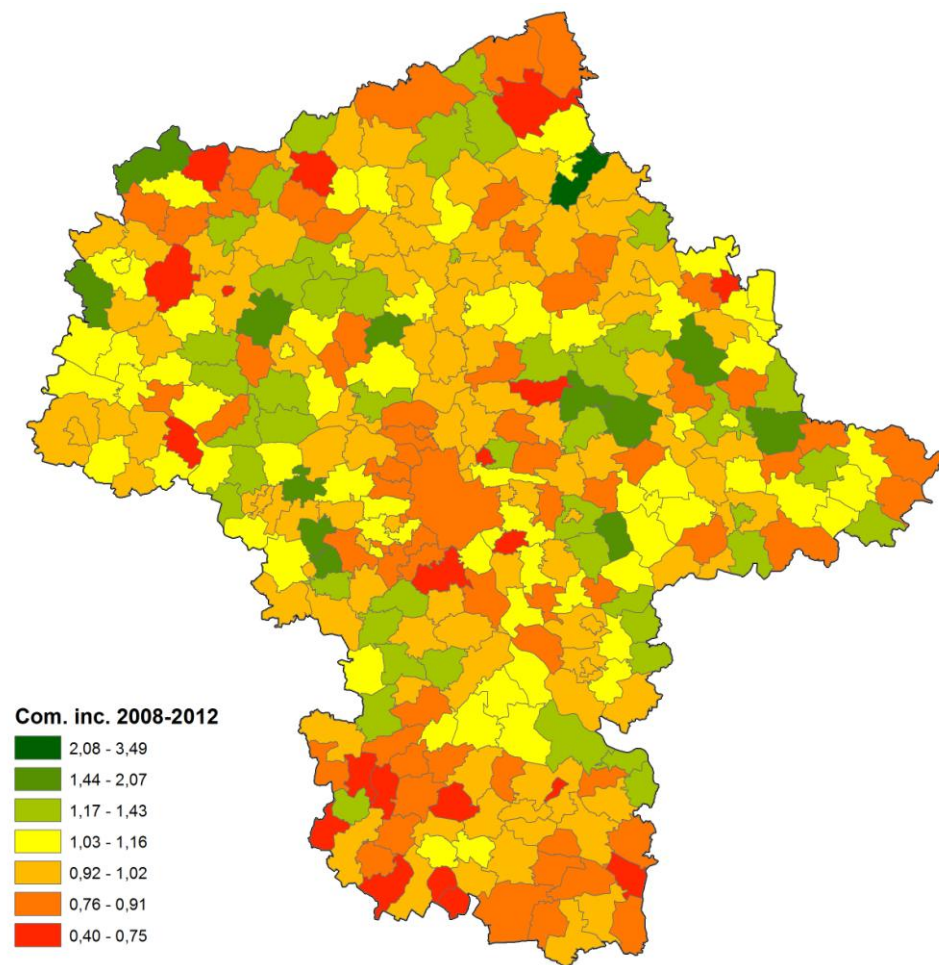 Com. inc. 2008-2012
2,08 - 3,49
1,44 - 2,07
1,17 - 1,43
1,03 - 1,16
0,92 - 1,02
0,76 - 0,91
0,40 - 0,75